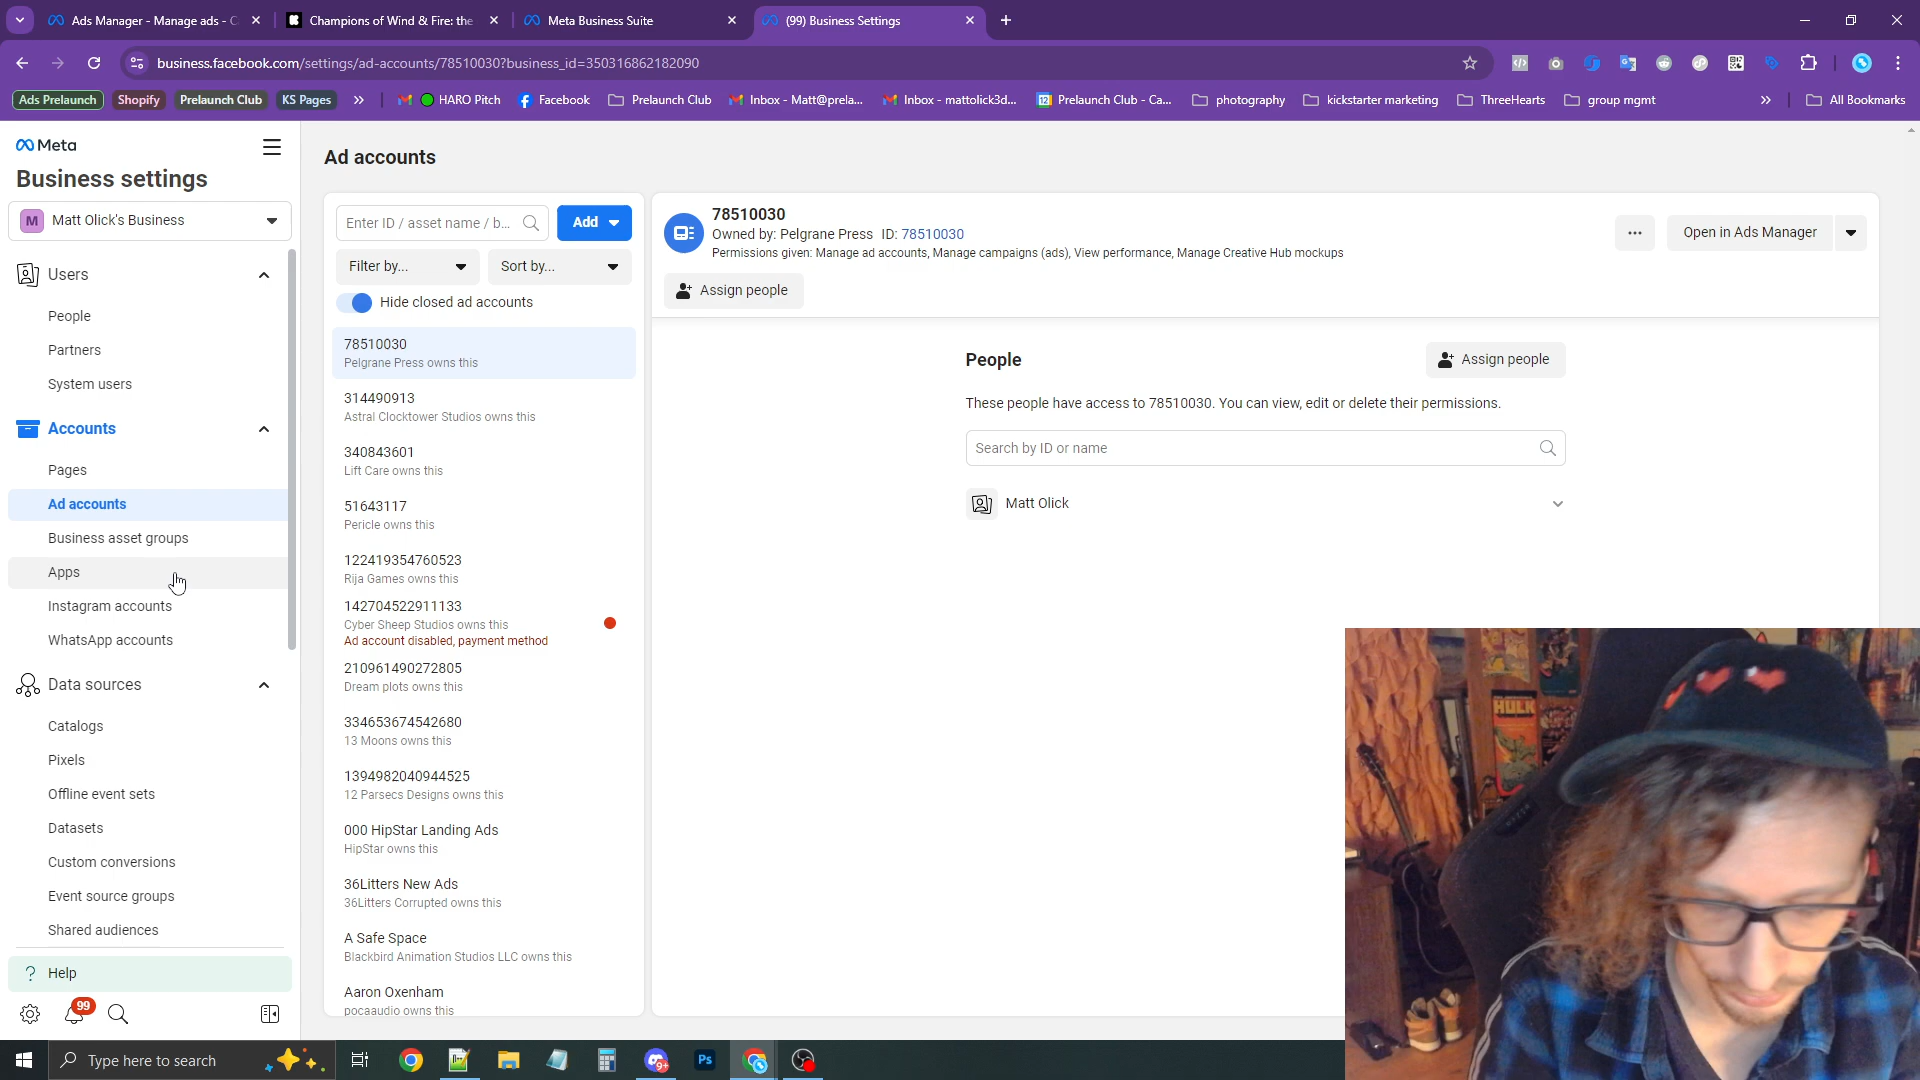 Ads Manager - Manage ads - C
Champions of Wind & Fire: the
Meta Business Suite
(99) Business Settings
business.facebook.com/settings/ad-accounts/78510030?business_id=350316862182090
Ads Prelaunch
Shopify
Prelaunch Club
KS Pages
HARO Pitch
Facebook
Prelaunch Club
Inbox - Matt@prela...
Inbox - mattolick3d...
Prelaunch Club - Ca...
photography
kickstarter marketing
ThreeHearts
group mgmt
All Bookmarks
Meta
Business settings
M Matt Olick's Business
Users
People
Partners
System users
Accounts
Pages
Ad accounts
Business asset groups
Apps
Instagram accounts
WhatsApp accounts
Data sources
Catalogs
Pixels
Offline event sets
Datasets
Custom conversions
Event source groups
Shared audiences
? Help
99
Ad accounts
Enter ID / asset name / b...
Add
Filter by...
Sort by...
Hide closed ad accounts
78510030
Pelgrane Press owns this
314490913
Astral Clocktower Studios owns this
340843601
Lift Care owns this
51643117
Pericle owns this
122419354760523
Rija Games owns this
142704522911133
Cyber Sheep Studios owns this
Ad account disabled, payment method
210961490272805
Dream plots owns this
334653674542680
13 Moons owns this
1394982040944525
12 Parsecs Designs owns this
000 HipStar Landing Ads
HipStar owns this
36Litters New Ads
36Litters Corrupted owns this
A Safe Space
Blackbird Animation Studios LLC owns this
Aaron Oxenham
pocaaudio owns this
78510030
Owned by: Pelgrane Press ID: 78510030
Permissions given: Manage ad accounts, Manage campaigns (ads), View performance, Manage Creative Hub mockups
Assign people
Open in Ads Manager
People
Assign people
These people have access to 78510030. You can view, edit or delete their permissions.
Search by ID or name
Matt Olick
HULK
Type here to search
9+
Ps